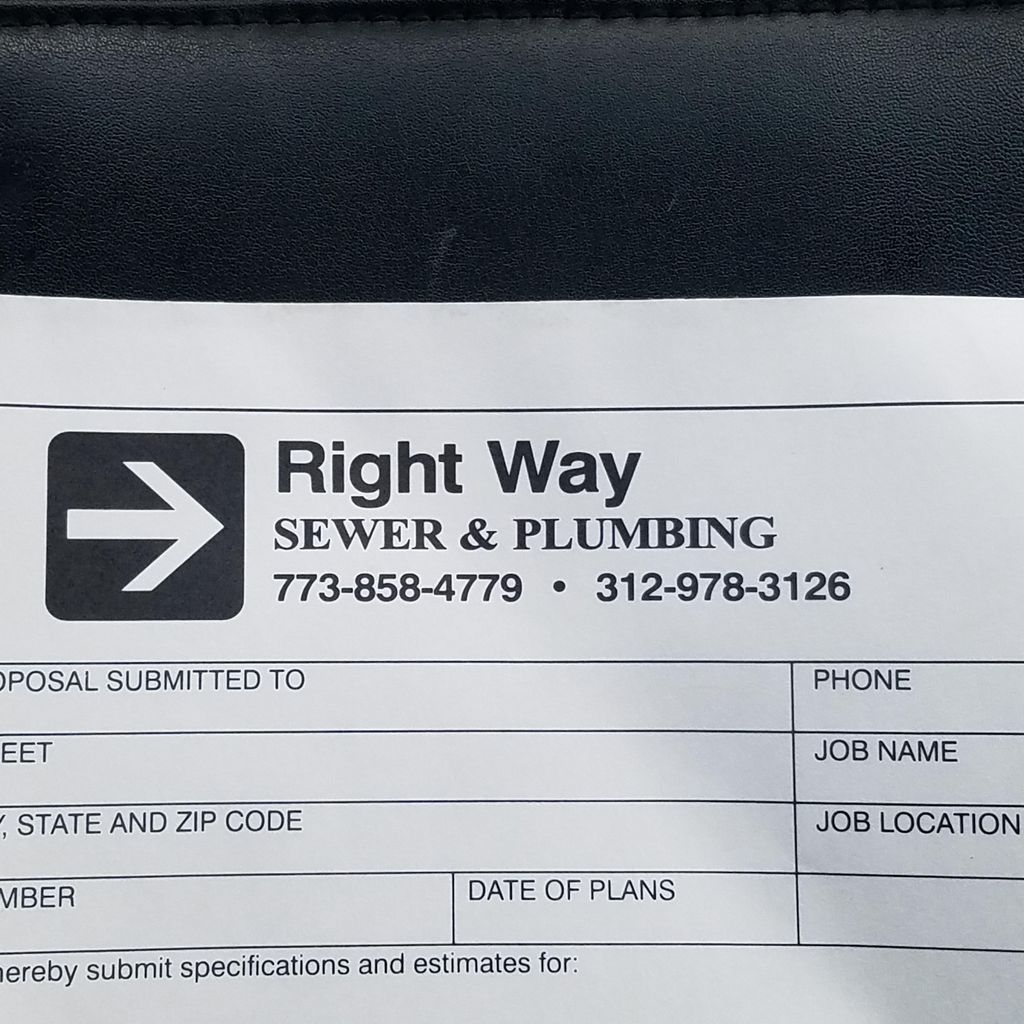 Right Way
SEWER & PLUMBING
773-858-4779 • 312-978-3126
OPOSAL SUBMITTED TO PHONE
EET JOB NAME
Y, STATE AND ZIP CODE JOB LOCATION
MBER DATE OF PLANS
hereby submit specifications and estimates for: